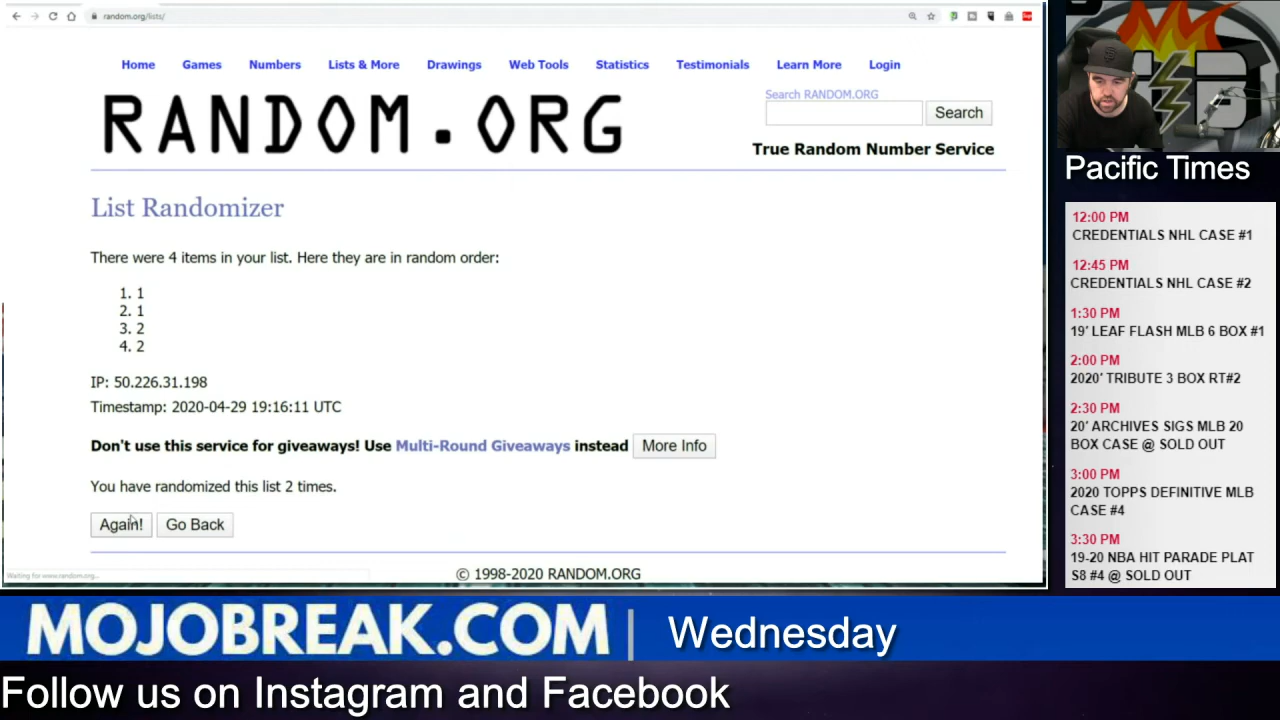 random.org/lists/
Home Games Numbers Lists & More Drawings Web Tools Statistics Testimonials Learn More Login
RANDOM.ORG
Search RANDOM.ORG
Search
True Random Number Service
List Randomizer
There were 4 items in your list. Here they are in random order:
1. 1
2. 1
3. 2
4. 2
IP: 50.226.31.198
Timestamp: 2020-04-29 19:16:11 UTC
Don't use this service for giveaways! Use Multi-Round Giveaways instead More Info
You have randomized this list 2 times.
Again! Go Back
Waiting for www.random.org...
© 1998-2020 RANDOM.ORG
Pacific Times
12:00 PM
CREDENTIALS NHL CASE #1
12:45 PM
CREDENTIALS NHL CASE #2
1:30 PM
19' LEAF FLASH MLB 6 BOX #1
2:00 PM
2020' TRIBUTE 3 BOX RT#2
2:30 PM
20' ARCHIVES SIGS MLB 20
BOX CASE @ SOLD OUT
3:00 PM
2020 TOPPS DEFINITIVE MLB
CASE #4
3:30 PM
19-20 NBA HIT PARADE PLAT
S8 #4 @ SOLD OUT
MOJOBREAK.COM | Wednesday
Follow us on Instagram and Facebook